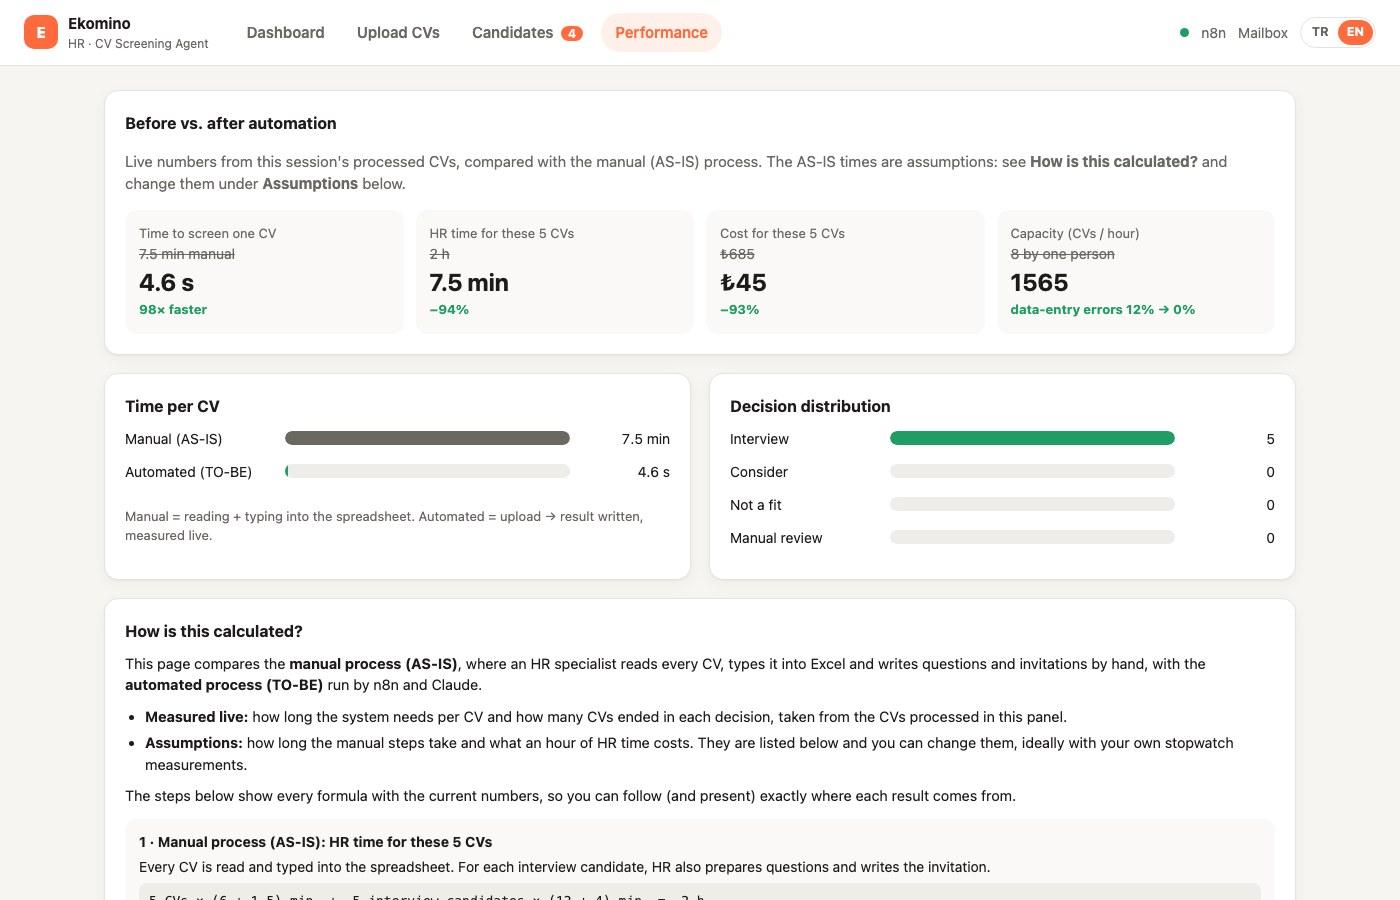 E
Ekomino
HR · CV Screening Agent
Dashboard
Upload CVs
Candidates 4
Performance
n8n
Mailbox
TR EN
Before vs. after automation
Live numbers from this session's processed CVs, compared with the manual (AS-IS) process. The AS-IS times are assumptions: see How is this calculated? and
change them under Assumptions below.
Time to screen one CV
7.5 min manual
4.6 s
98× faster
HR time for these 5 CVs
2 h
7.5 min
−94%
Cost for these 5 CVs
₺685
₺45
−93%
Capacity (CVs / hour)
8 by one person
1565
data-entry errors 12% → 0%
Time per CV
Manual (AS-IS) 7.5 min
Automated (TO-BE) 4.6 s
Manual = reading + typing into the spreadsheet. Automated = upload → result written,
measured live.
Decision distribution
Interview 5
Consider 0
Not a fit 0
Manual review 0
How is this calculated?
This page compares the manual process (AS-IS), where an HR specialist reads every CV, types it into Excel and writes questions and invitations by hand, with the
automated process (TO-BE) run by n8n and Claude.
• Measured live: how long the system needs per CV and how many CVs ended in each decision, taken from the CVs processed in this panel.
• Assumptions: how long the manual steps take and what an hour of HR time costs. They are listed below and you can change them, ideally with your own stopwatch
measurements.
The steps below show every formula with the current numbers, so you can follow (and present) exactly where each result comes from.
1 · Manual process (AS-IS): HR time for these 5 CVs
Every CV is read and typed into the spreadsheet. For each interview candidate, HR also prepares questions and writes the invitation.
5 CVs × (6 + 1.5) min + 5 interview candidates × (12 + 4) min = 2 h